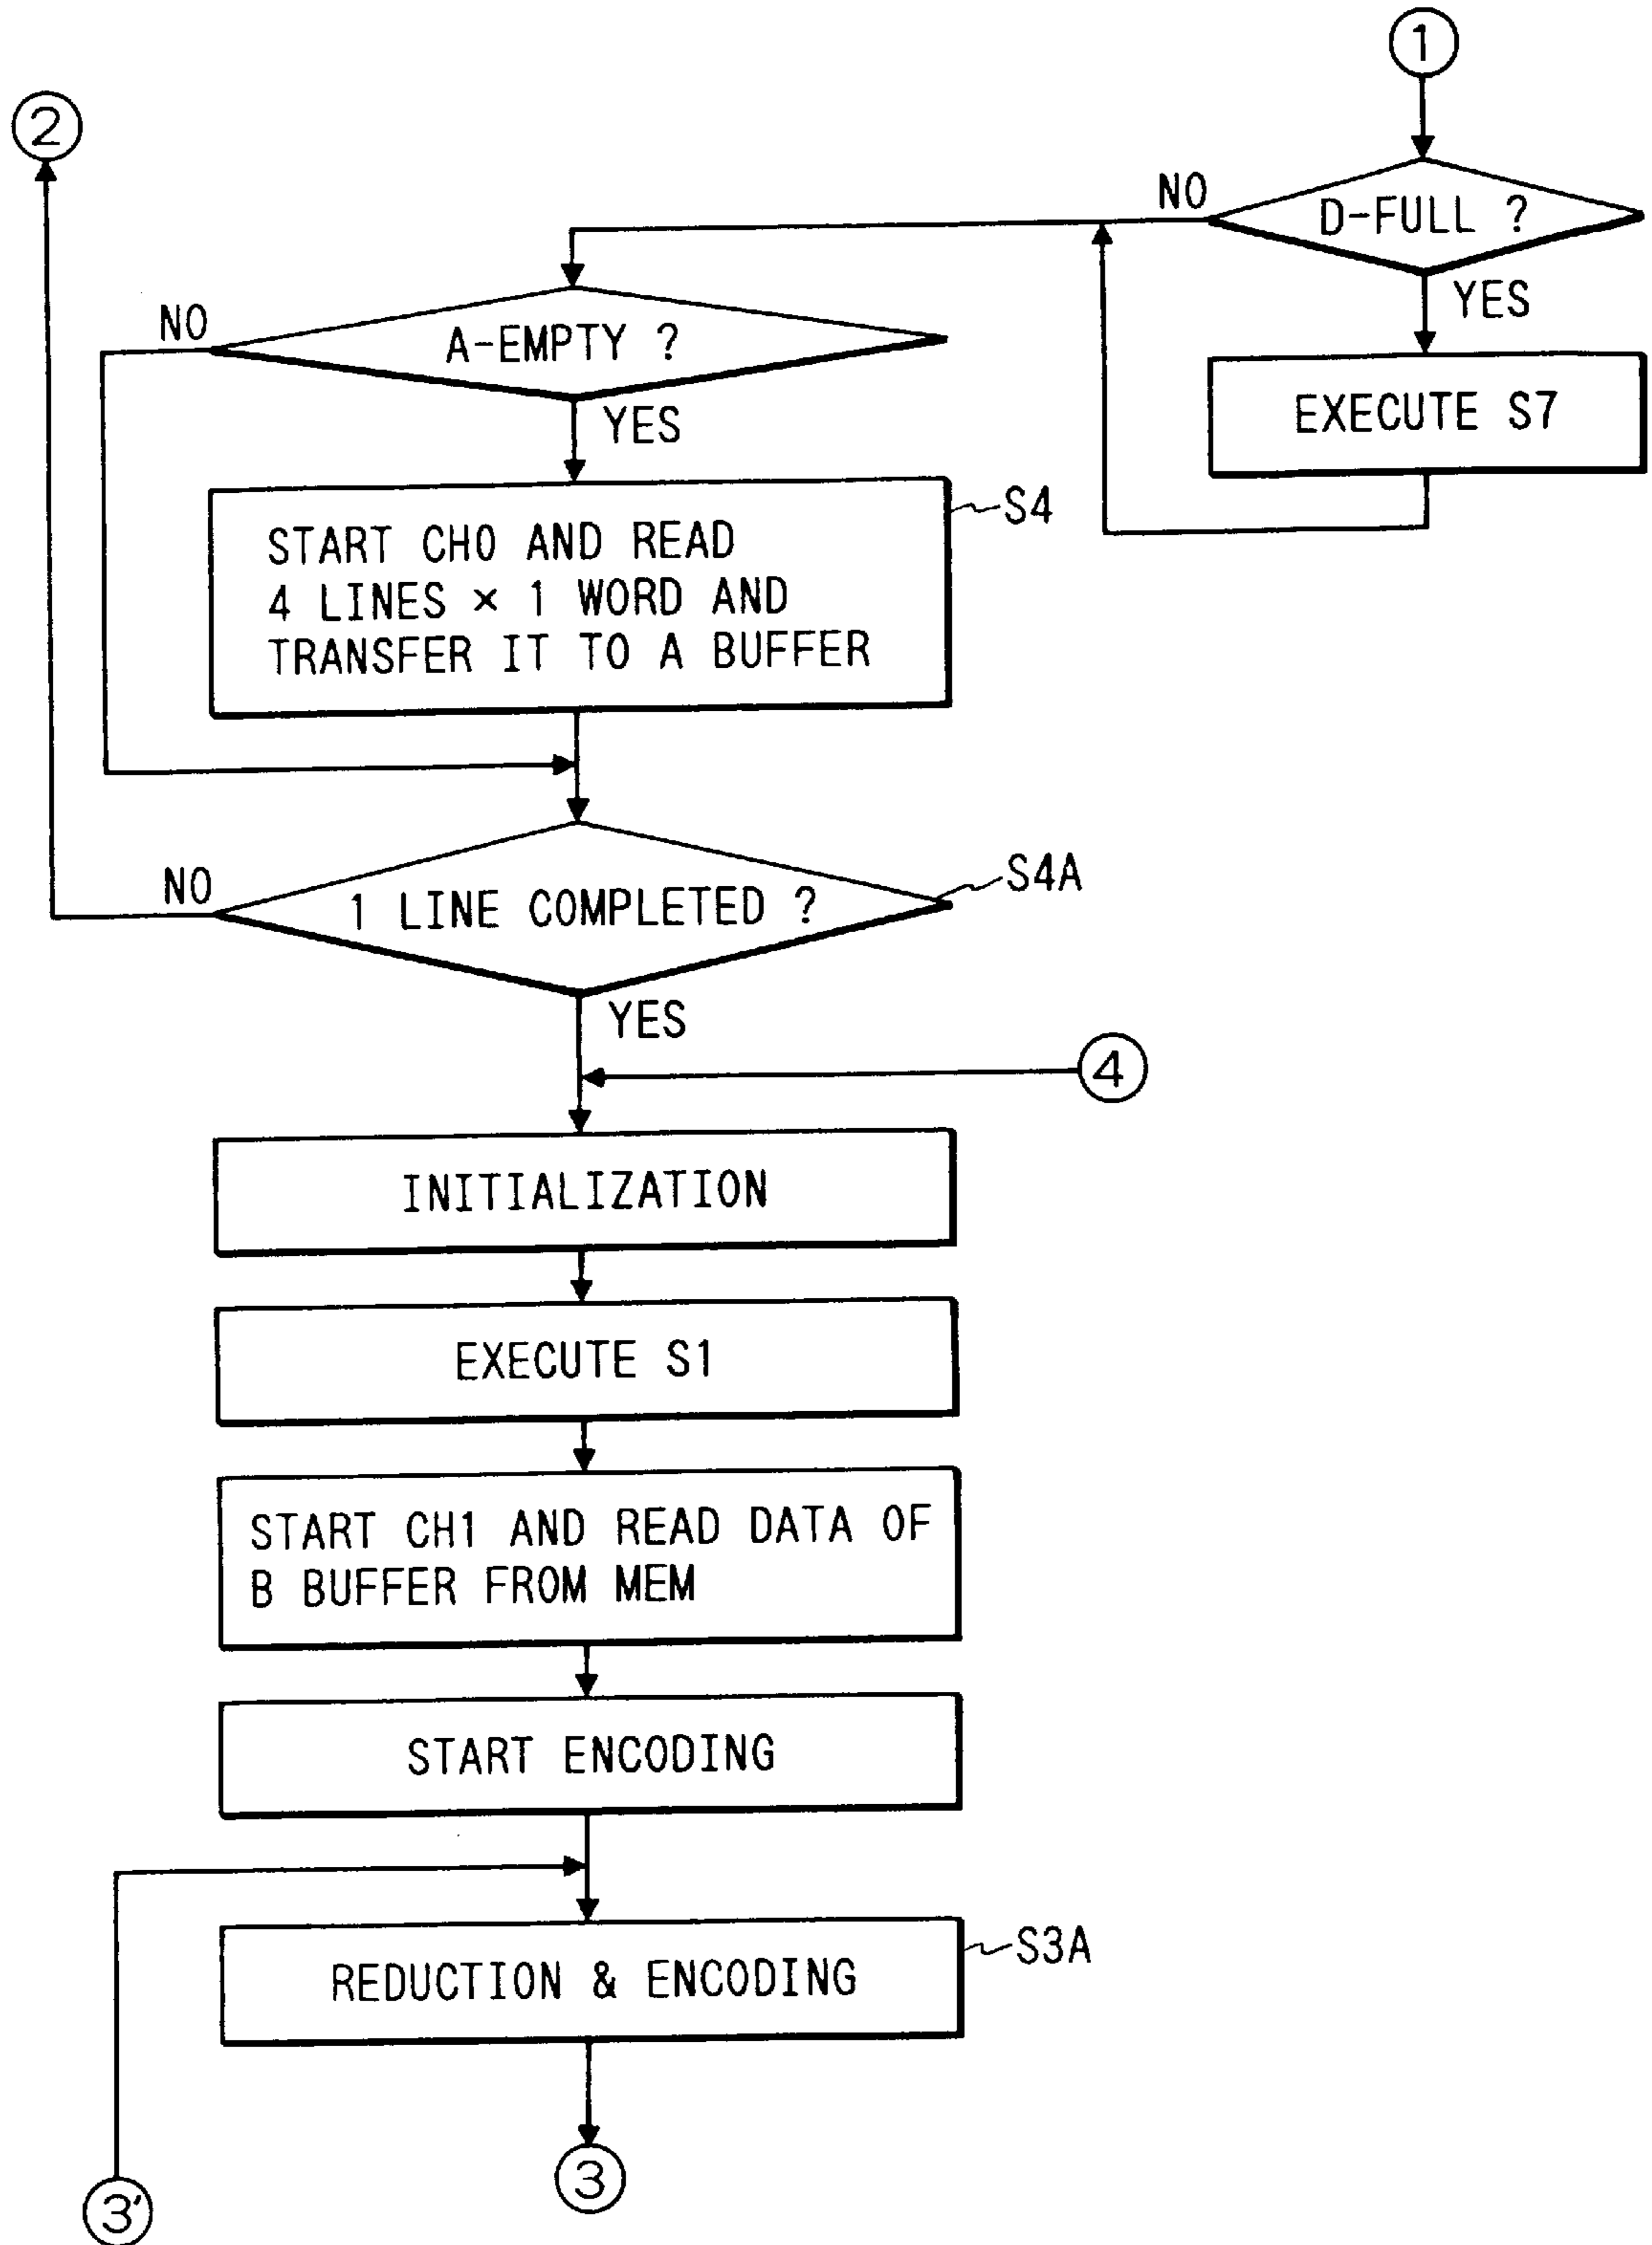 1
2
NO
D-FULL ?
YES
EXECUTE S7
NO
A-EMPTY ?
YES
S4
START CH0 AND READ
4 LINES × 1 WORD AND
TRANSFER IT TO A BUFFER
NO
1 LINE COMPLETED ?
S4A
YES
4
INITIALIZATION
EXECUTE S1
START CH1 AND READ DATA OF
B BUFFER FROM MEM
START ENCODING
REDUCTION & ENCODING
S3A
3
3'